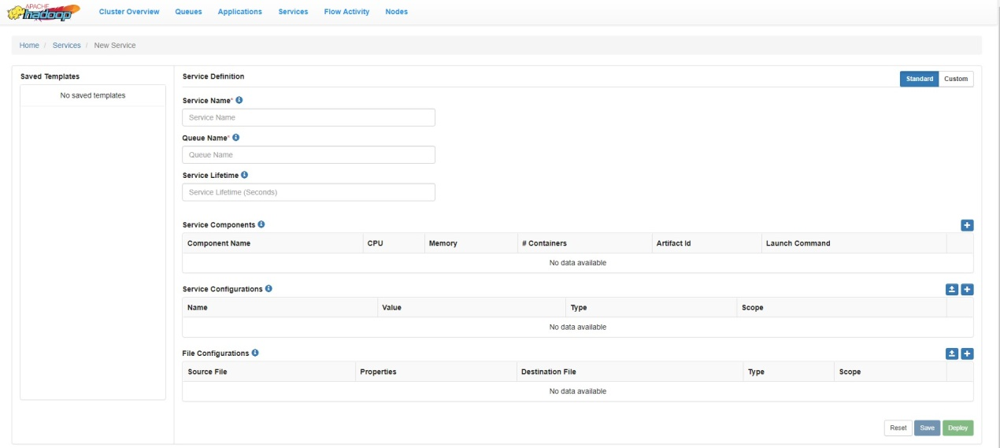 APACHE
hadoop
Cluster Overview Queues Applications Services Flow Activity Nodes
Home / Services / New Service
Saved Templates
No saved templates
Service Definition
Standard Custom
Service Name*
Service Name
Queue Name*
Queue Name
Service Lifetime
Service Lifetime (Seconds)
Service Components
Component Name CPU Memory # Containers Artifact Id Launch Command
No data available
Service Configurations
Name Value Type Scope
No data available
File Configurations
Source File Properties Destination File Type Scope
No data available
Reset Save Deploy